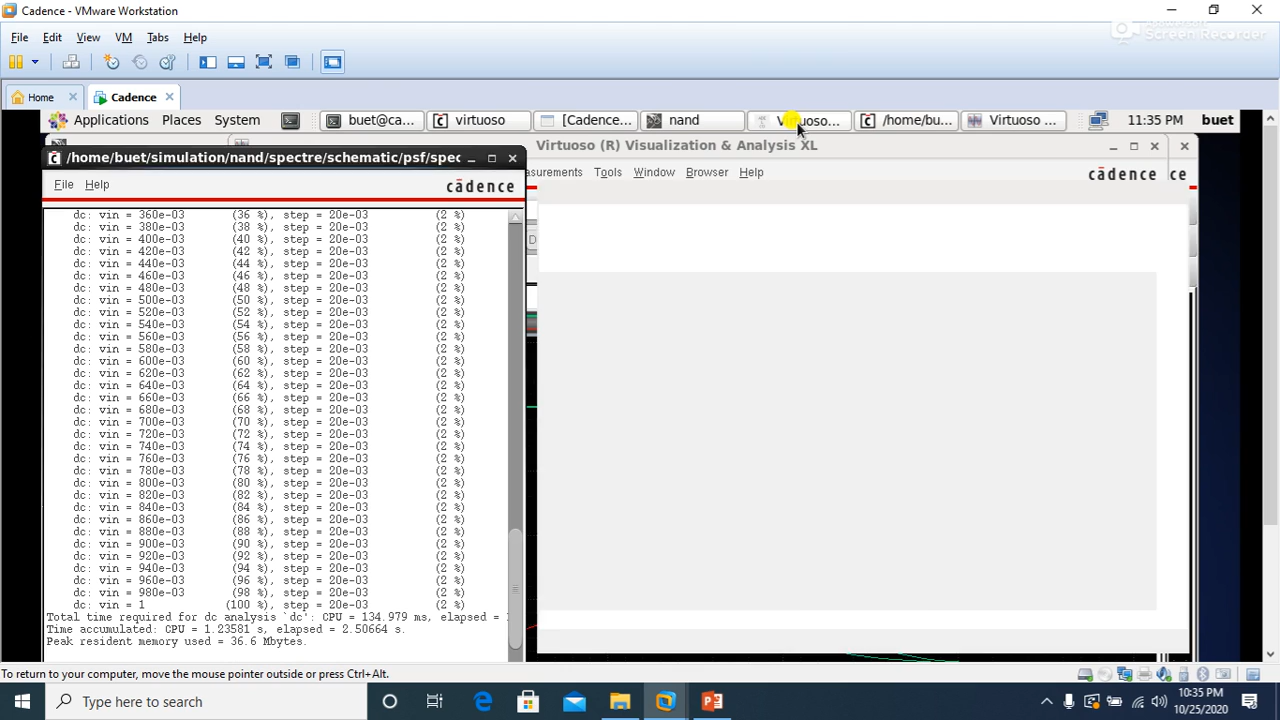 Cadence - VMware Workstation
ScreenRecorder
File Edit View VM Tabs Help
Home Cadence
Applications Places System buet@ca... virtuoso [Cadence... nand Virtuoso... /home/bu... Virtuoso ... 11:35 PM buet
Virtuoso (R) Visualization & Analysis XL
/home/buet/simulation/nand/spectre/schematic/psf/spec
asurements Tools Window Browser Help cādence ce
File Help cādence
dc: vin = 360e-03 (36 %), step = 20e-03 (2 %)
dc: vin = 380e-03 (38 %), step = 20e-03 (2 %)
dc: vin = 400e-03 (40 %), step = 20e-03 (2 %)
dc: vin = 420e-03 (42 %), step = 20e-03 (2 %)
dc: vin = 440e-03 (44 %), step = 20e-03 (2 %)
dc: vin = 460e-03 (46 %), step = 20e-03 (2 %)
dc: vin = 480e-03 (48 %), step = 20e-03 (2 %)
dc: vin = 500e-03 (50 %), step = 20e-03 (2 %)
dc: vin = 520e-03 (52 %), step = 20e-03 (2 %)
dc: vin = 540e-03 (54 %), step = 20e-03 (2 %)
dc: vin = 560e-03 (56 %), step = 20e-03 (2 %)
dc: vin = 580e-03 (58 %), step = 20e-03 (2 %)
dc: vin = 600e-03 (60 %), step = 20e-03 (2 %)
dc: vin = 620e-03 (62 %), step = 20e-03 (2 %)
dc: vin = 640e-03 (64 %), step = 20e-03 (2 %)
dc: vin = 660e-03 (66 %), step = 20e-03 (2 %)
dc: vin = 680e-03 (68 %), step = 20e-03 (2 %)
dc: vin = 700e-03 (70 %), step = 20e-03 (2 %)
dc: vin = 720e-03 (72 %), step = 20e-03 (2 %)
dc: vin = 740e-03 (74 %), step = 20e-03 (2 %)
dc: vin = 760e-03 (76 %), step = 20e-03 (2 %)
dc: vin = 780e-03 (78 %), step = 20e-03 (2 %)
dc: vin = 800e-03 (80 %), step = 20e-03 (2 %)
dc: vin = 820e-03 (82 %), step = 20e-03 (2 %)
dc: vin = 840e-03 (84 %), step = 20e-03 (2 %)
dc: vin = 860e-03 (86 %), step = 20e-03 (2 %)
dc: vin = 880e-03 (88 %), step = 20e-03 (2 %)
dc: vin = 900e-03 (90 %), step = 20e-03 (2 %)
dc: vin = 920e-03 (92 %), step = 20e-03 (2 %)
dc: vin = 940e-03 (94 %), step = 20e-03 (2 %)
dc: vin = 960e-03 (96 %), step = 20e-03 (2 %)
dc: vin = 980e-03 (98 %), step = 20e-03 (2 %)
dc: vin = 1 (100 %), step = 20e-03 (2 %)
Total time required for dc analysis `dc': CPU = 134.979 ms, elapsed =
Time accumulated: CPU = 1.23581 s, elapsed = 2.50664 s.
Peak resident memory used = 36.6 Mbytes.
To return to your computer, move the mouse pointer outside or press Ctrl+Alt.
Type here to search
10:35 PM
10/25/2020